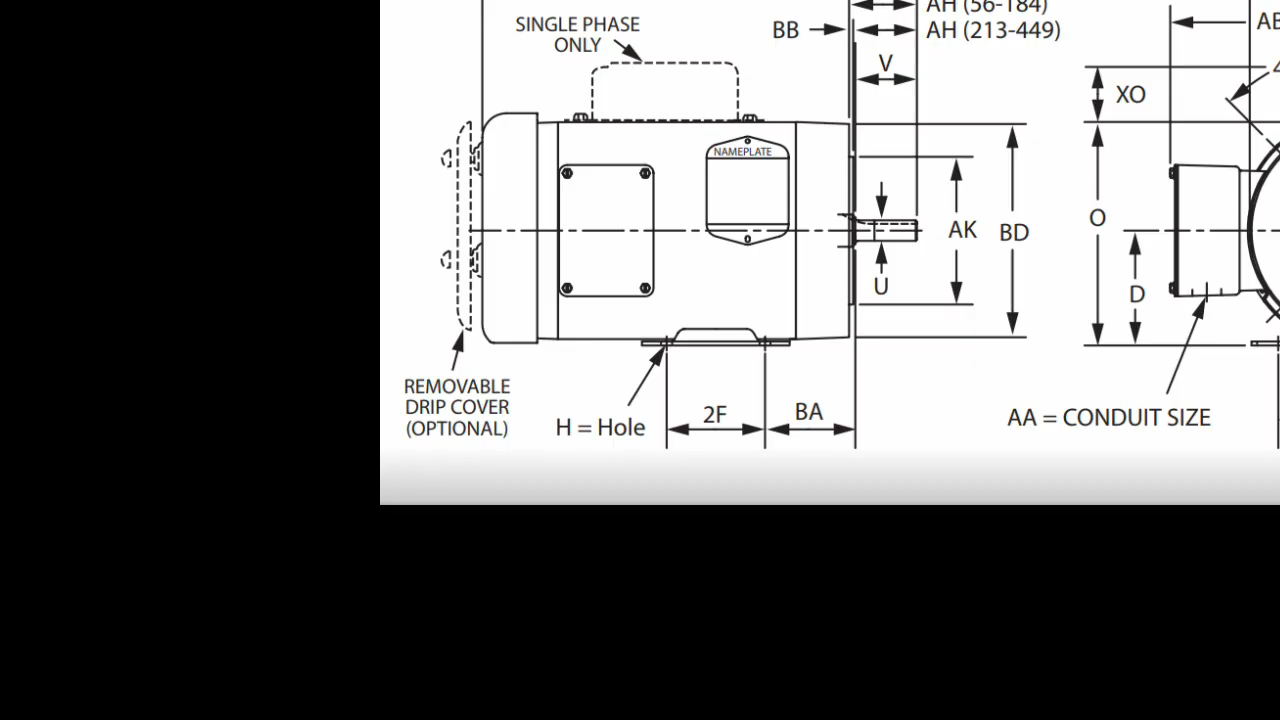 AH (56-184)
SINGLE PHASE
ONLY
BB
AH (213-449)
AB
V
4
XO
NAMEPLATE
O
AK
BD
U
D
REMOVABLE
DRIP COVER
(OPTIONAL)
H = Hole
2F
BA
AA = CONDUIT SIZE